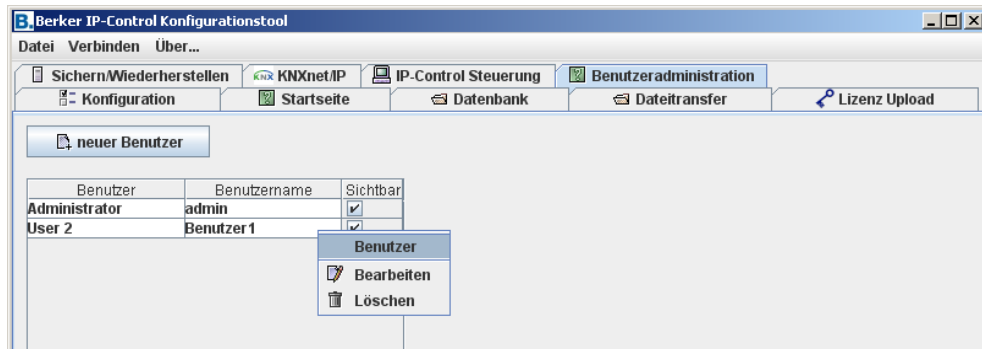 B. Berker IP-Control Konfigurationstool
Datei Verbinden Über...
Sichern/Wiederherstellen KNX KNXnet/IP IP-Control Steuerung Benutzeradministration
Konfiguration Startseite Datenbank Dateitransfer Lizenz Upload
neuer Benutzer
Benutzer Benutzername Sichtbar
Administrator admin
User 2 Benutzer1
Benutzer
Bearbeiten
Löschen